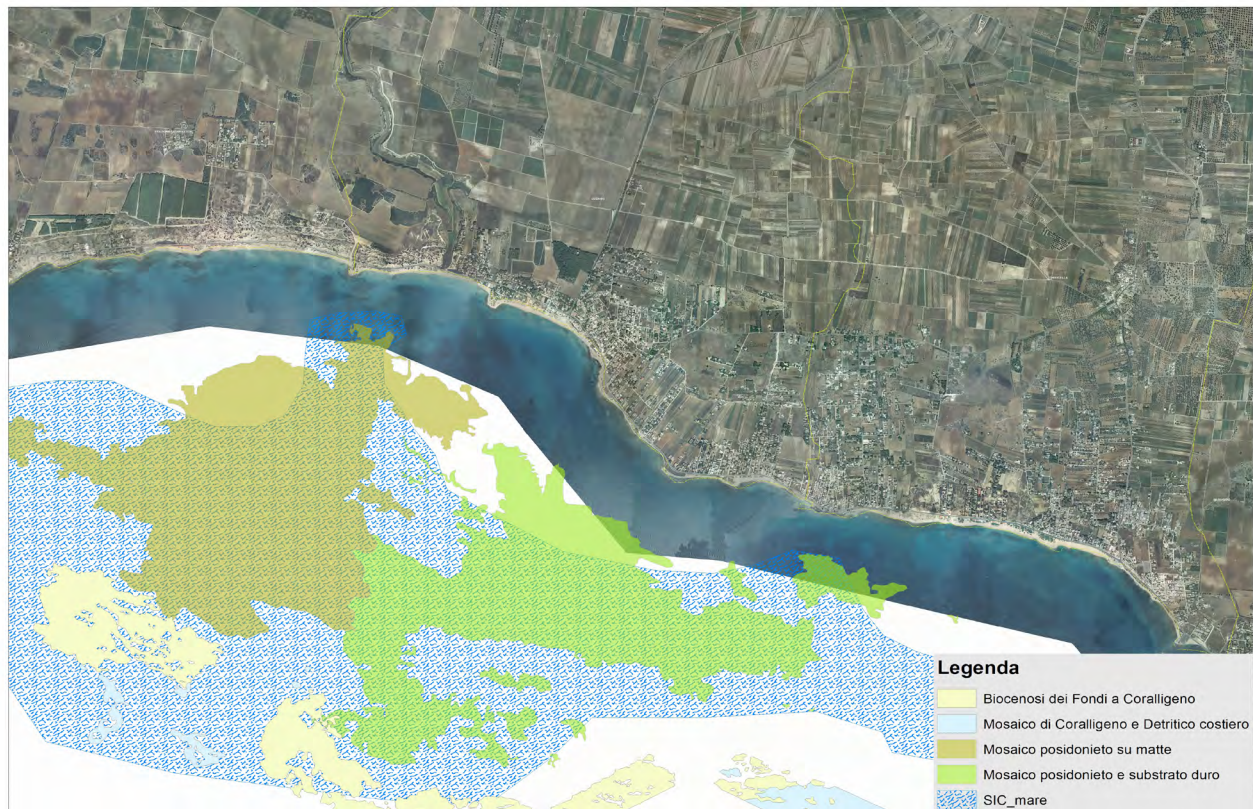 Legenda
Biocenosi dei Fondi a Coralligeno
Mosaico di Coralligeno e Detritico costiero
Mosaico posidonieto su matte
Mosaico posidonieto e substrato duro
SIC_mare